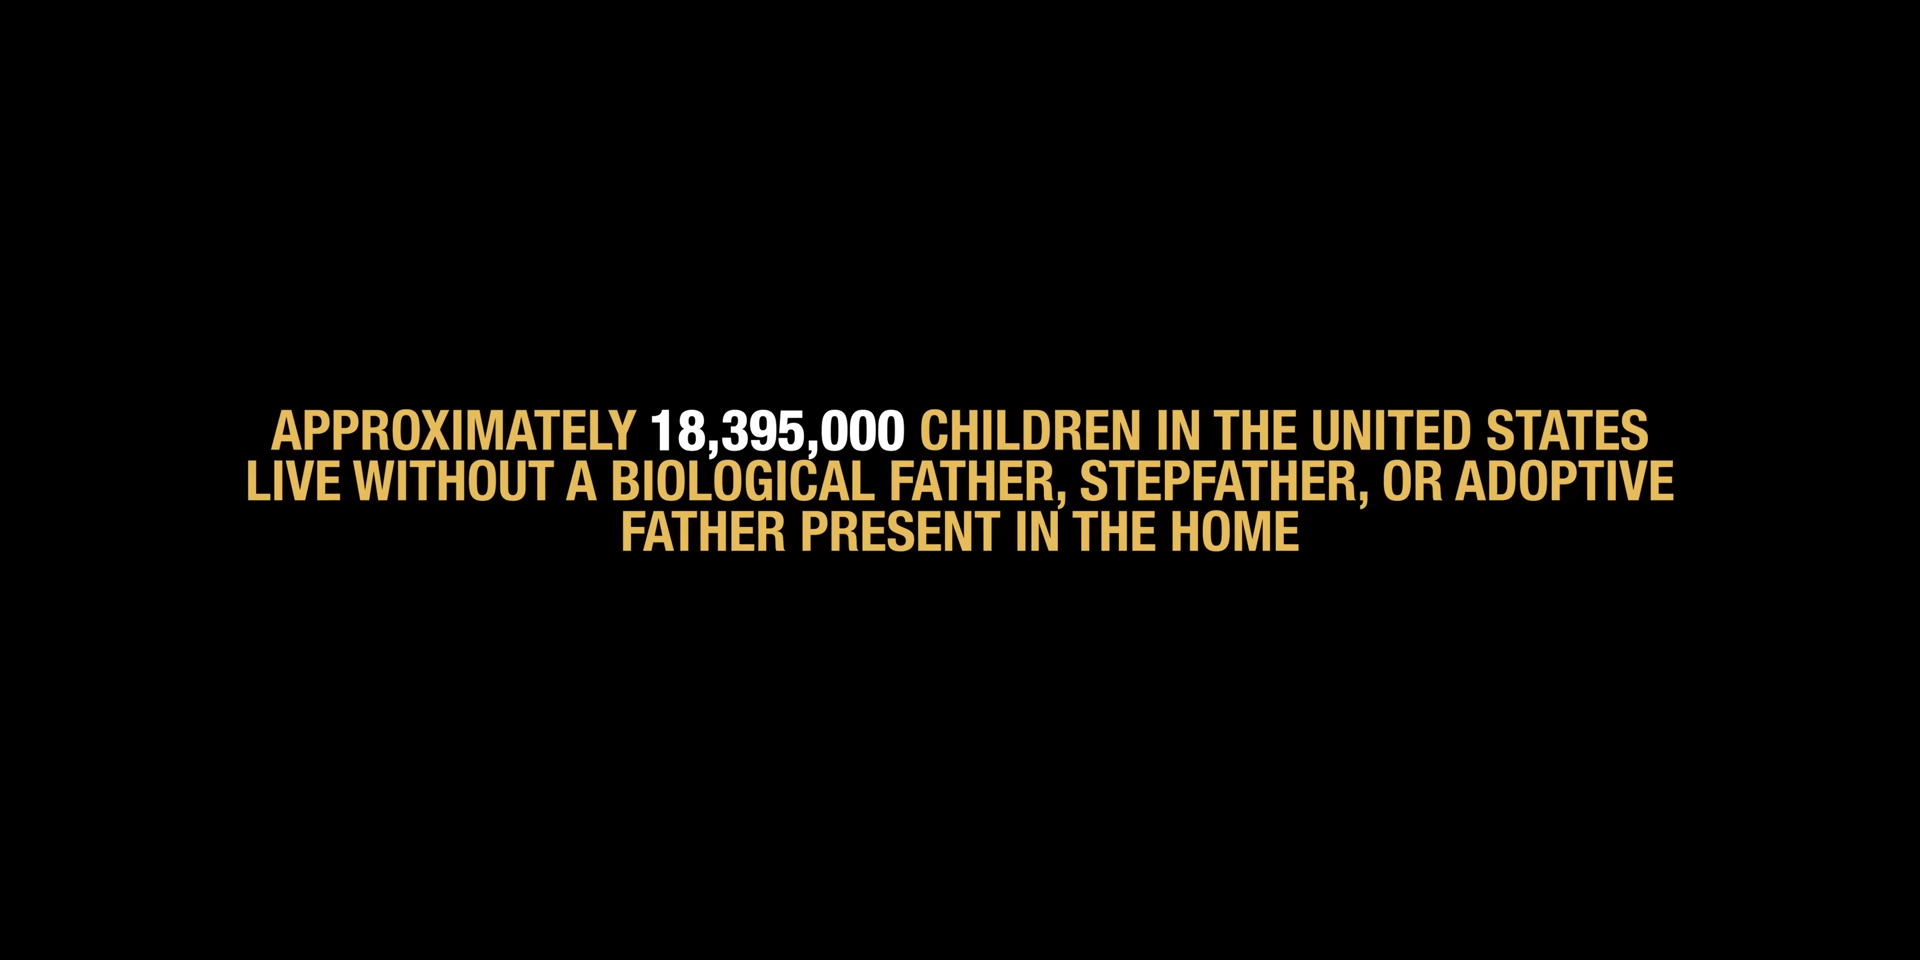 APPROXIMATELY 18,395,000 CHILDREN IN THE UNITED STATES
LIVE WITHOUT A BIOLOGICAL FATHER, STEPFATHER, OR ADOPTIVE
FATHER PRESENT IN THE HOME